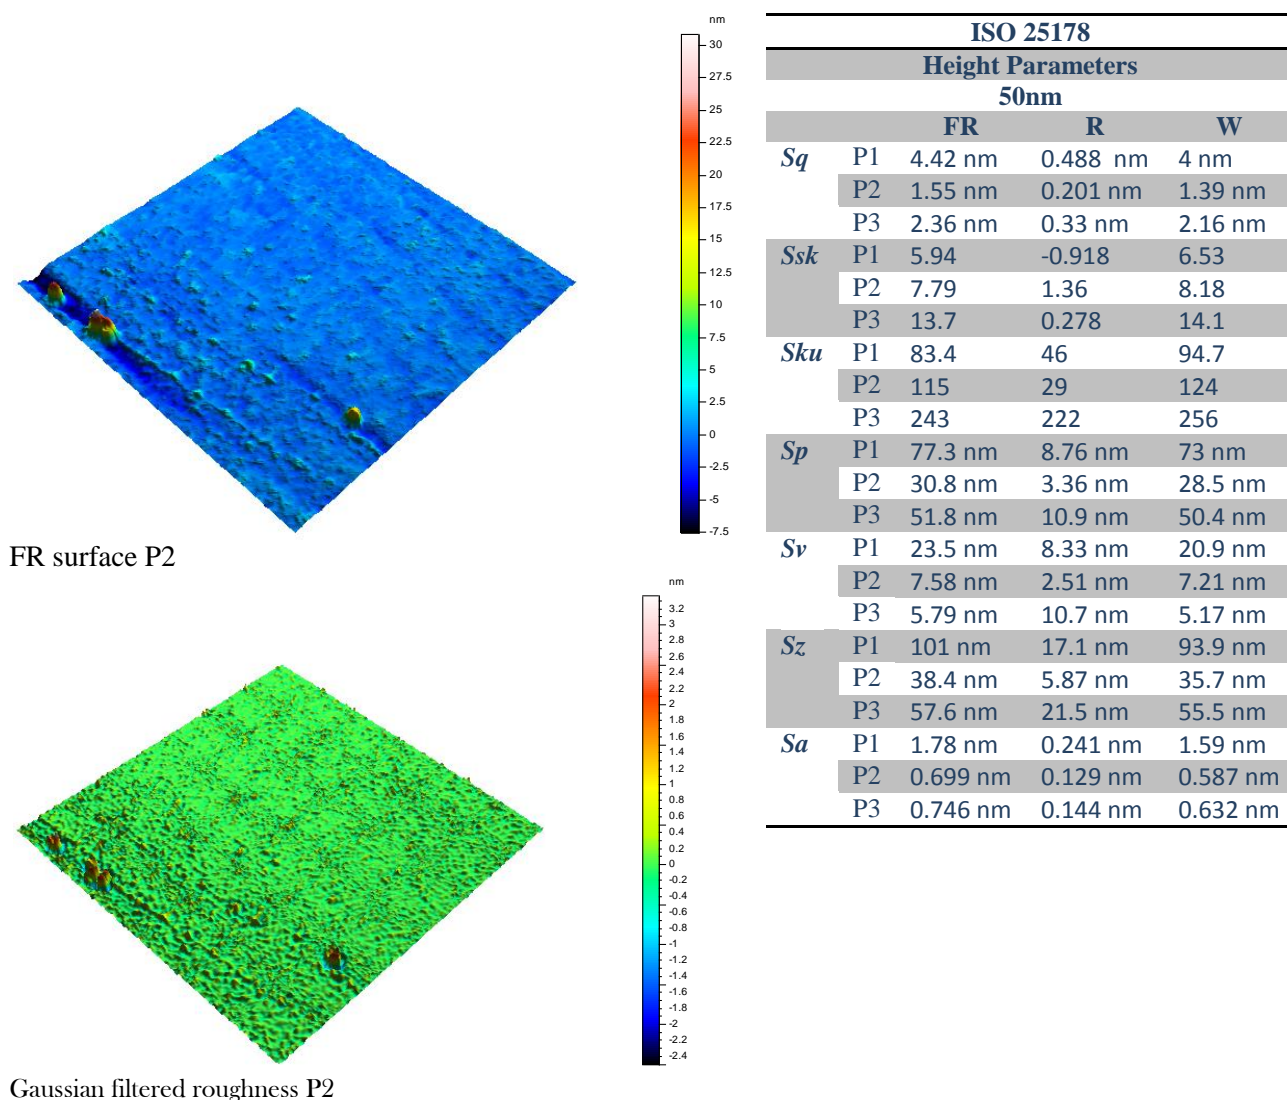 nm
30
27.5
25
22.5
20
17.5
15
12.5
10
7.5
5
2.5
0
-2.5
-5
-7.5
FR surface P2
nm
3.2
3
2.8
2.6
2.4
2.2
2
1.8
1.6
1.4
1.2
1
0.8
0.6
0.4
0.2
0
-0.2
-0.4
-0.6
-0.8
-1
-1.2
-1.4
-1.6
-1.8
-2
-2.2
-2.4
Gaussian filtered roughness P2
ISO 25178
Height Parameters
50nm
FR R W
Sq P1 4.42 nm 0.488 nm 4 nm
P2 1.55 nm 0.201 nm 1.39 nm
P3 2.36 nm 0.33 nm 2.16 nm
Ssk P1 5.94 -0.918 6.53
P2 7.79 1.36 8.18
P3 13.7 0.278 14.1
Sku P1 83.4 46 94.7
P2 115 29 124
P3 243 222 256
Sp P1 77.3 nm 8.76 nm 73 nm
P2 30.8 nm 3.36 nm 28.5 nm
P3 51.8 nm 10.9 nm 50.4 nm
Sv P1 23.5 nm 8.33 nm 20.9 nm
P2 7.58 nm 2.51 nm 7.21 nm
P3 5.79 nm 10.7 nm 5.17 nm
Sz P1 101 nm 17.1 nm 93.9 nm
P2 38.4 nm 5.87 nm 35.7 nm
P3 57.6 nm 21.5 nm 55.5 nm
Sa P1 1.78 nm 0.241 nm 1.59 nm
P2 0.699 nm 0.129 nm 0.587 nm
P3 0.746 nm 0.144 nm 0.632 nm